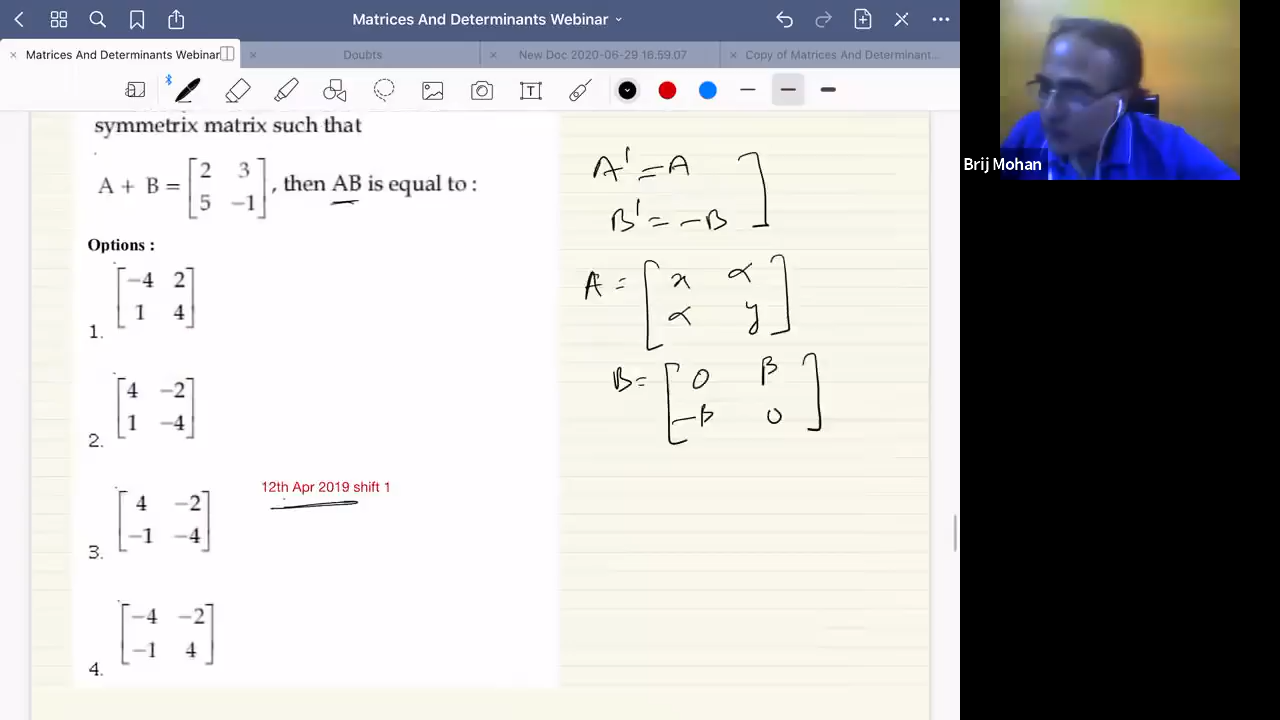 Matrices And Determinants Webinar
Matrices And Determinants Webinar
Doubts
New Doc 2020-06-29 16:59.07
Copy of Matrices And Determinant...
symmetrix matrix such that
A + B = [2 3
5 -1], then AB is equal to :
Options :
1. [-4 2
1 4]
2. [4 -2
1 -4]
3. [4 -2
-1 -4]
4. [-4 -2
-1 4]
12th Apr 2019 shift 1
A' = A
B' = -B
A = [x α
α y]
B = [0 β
-β 0]
Brij Mohan